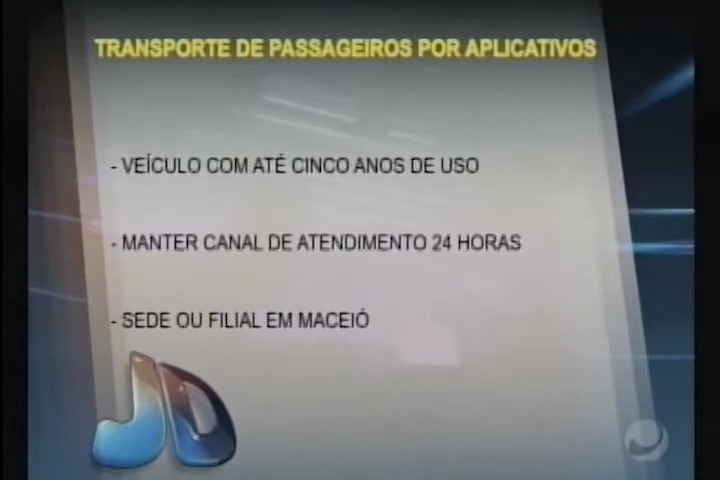 TRANSPORTE DE PASSAGEIROS POR APLICATIVOS
- VEÍCULO COM ATÉ CINCO ANOS DE USO
- MANTER CANAL DE ATENDIMENTO 24 HORAS
- SEDE OU FILIAL EM MACEIÓ
JD